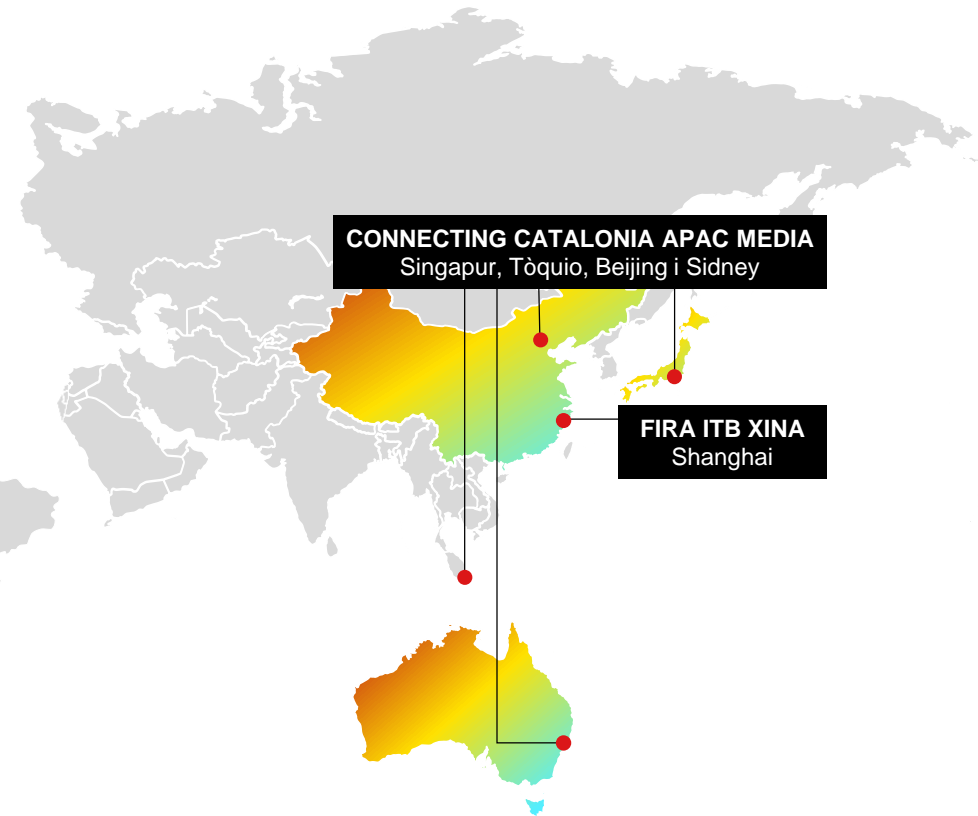 CONNECTING CATALONIA APAC MEDIA
Singapur, Tòquio, Beijing i Sidney
FIRA ITB XINA
Shanghai